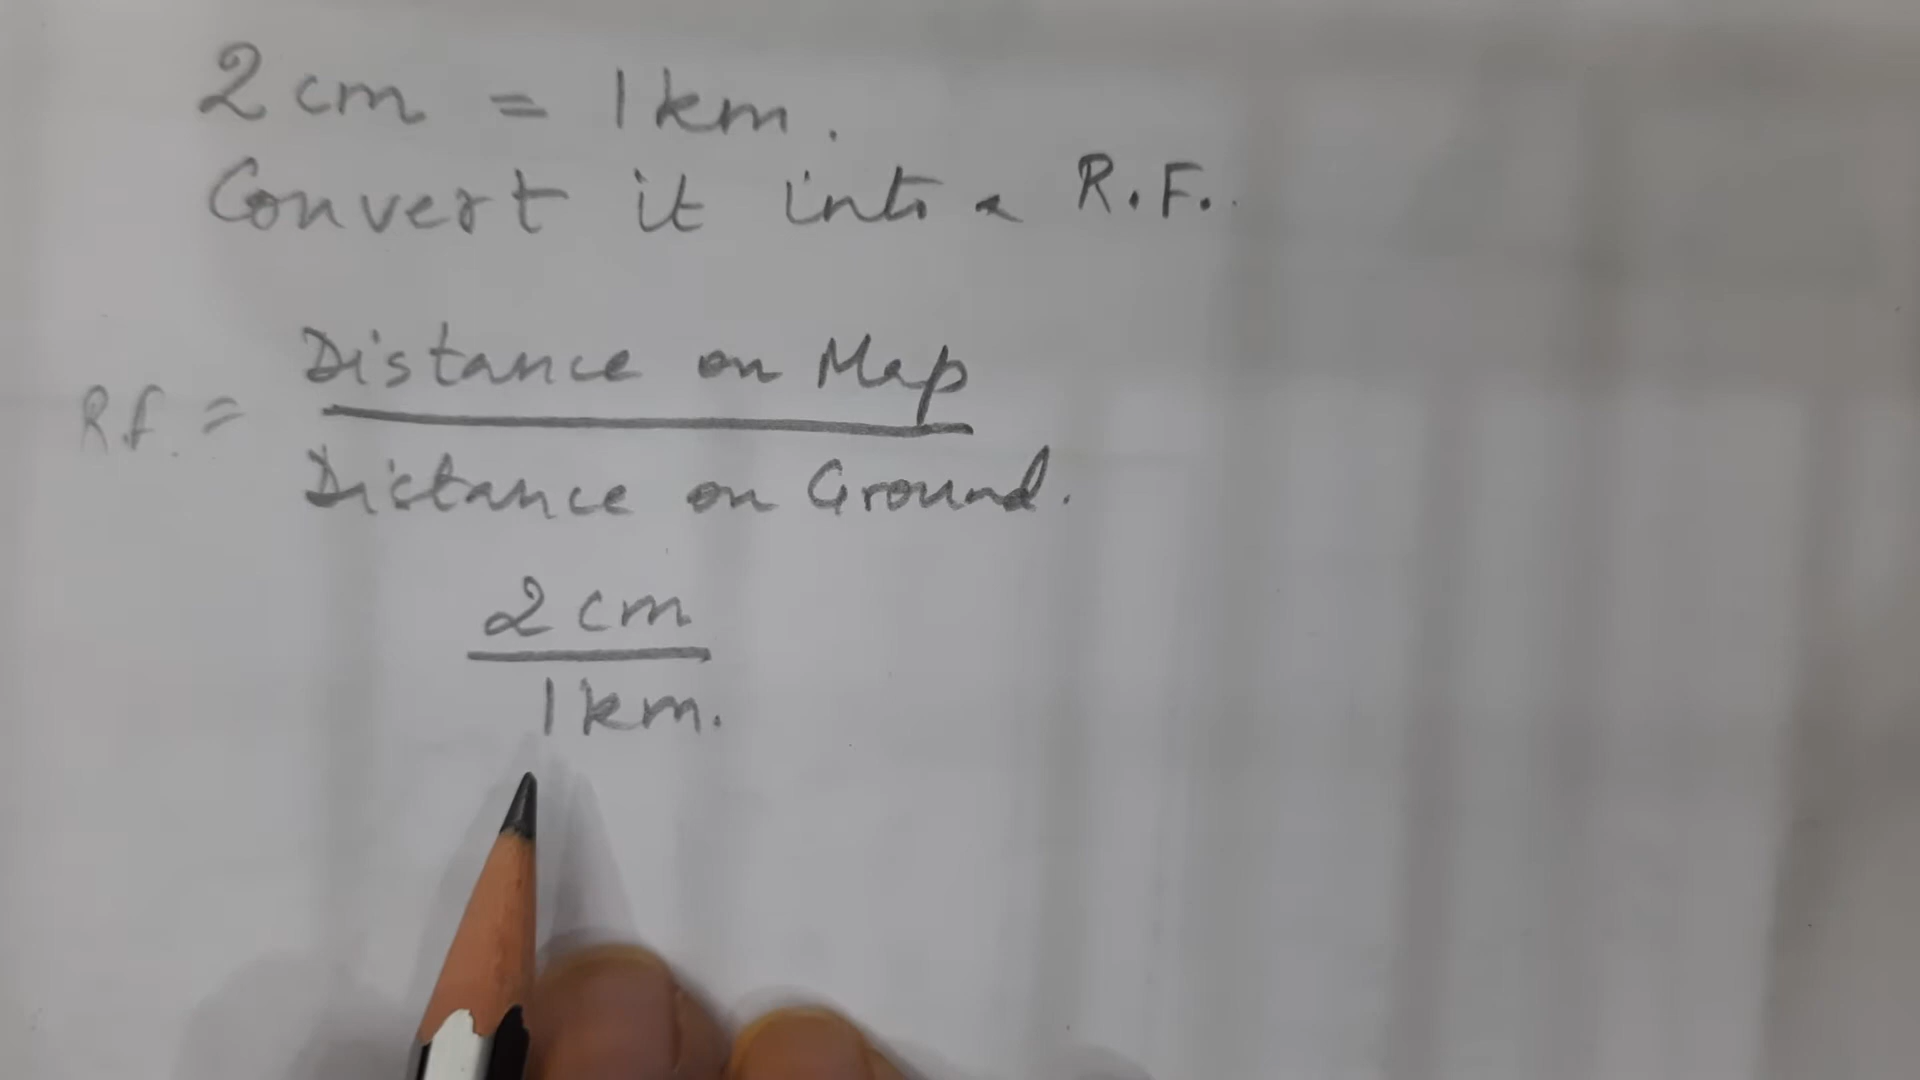 2 cm = 1 km.
Convert it into a R.F.
Distance on Map
R.f. =
Distance on Ground.
2 cm
1 km.